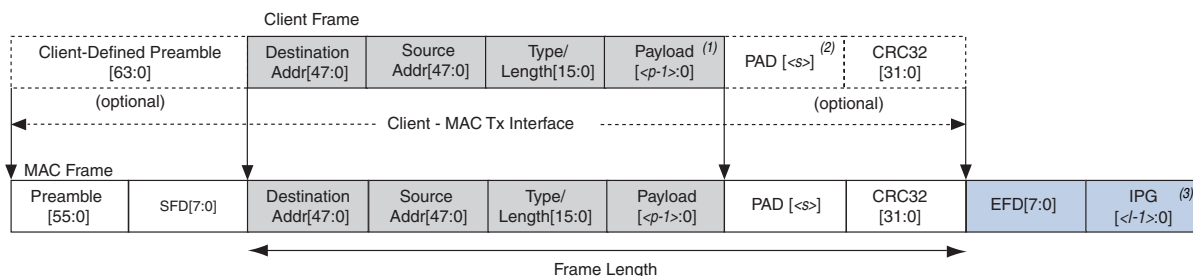 Client Frame
Client-Defined Preamble
[63:0]
Destination
Addr[47:0]
Source
Addr[47:0]
Type/
Length[15:0]
Payload (1)
[<p-1>:0]
PAD [<s>] (2)
CRC32
[31:0]
(optional)
(optional)
Client - MAC Tx Interface
MAC Frame
Preamble
[55:0]
SFD[7:0]
Destination
Addr[47:0]
Source
Addr[47:0]
Type/
Length[15:0]
Payload
[<p-1>:0]
PAD [<s>]
CRC32
[31:0]
EFD[7:0]
IPG (3)
[<l-1>:0]
Frame Length